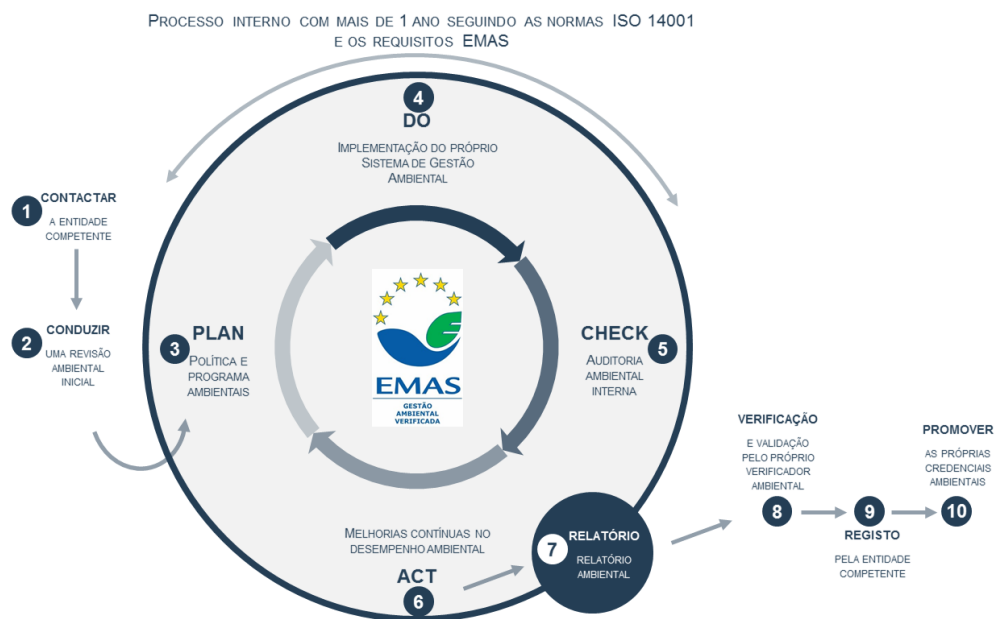 PROCESSO INTERNO COM MAIS DE 1 ANO SEGUINDO AS NORMAS ISO 14001
E OS REQUISITOS EMAS
1
CONTACTAR
A ENTIDADE
COMPETENTE
2
CONDUZIR
UMA REVISÃO
AMBIENTAL
INICIAL
3
PLAN
POLÍTICA E
PROGRAMA
AMBIENTAIS
4
DO
IMPLEMENTAÇÃO DO PRÓPRIO
SISTEMA DE GESTÃO
AMBIENTAL
EMAS
GESTÃO
AMBIENTAL
VERIFICADA
CHECK
5
AUDITORIA
AMBIENTAL
INTERNA
MELHORIAS CONTÍNUAS NO
DESEMPENHO AMBIENTAL
ACT
6
7
RELATÓRIO
RELATÓRIO
AMBIENTAL
VERIFICAÇÃO
E VALIDAÇÃO
PELO PRÓPRIO
VERIFICADOR
AMBIENTAL
8
9
REGISTO
PELA ENTIDADE
COMPETENTE
PROMOVER
AS PRÓPRIAS
CREDENCIAIS
AMBIENTAIS
10